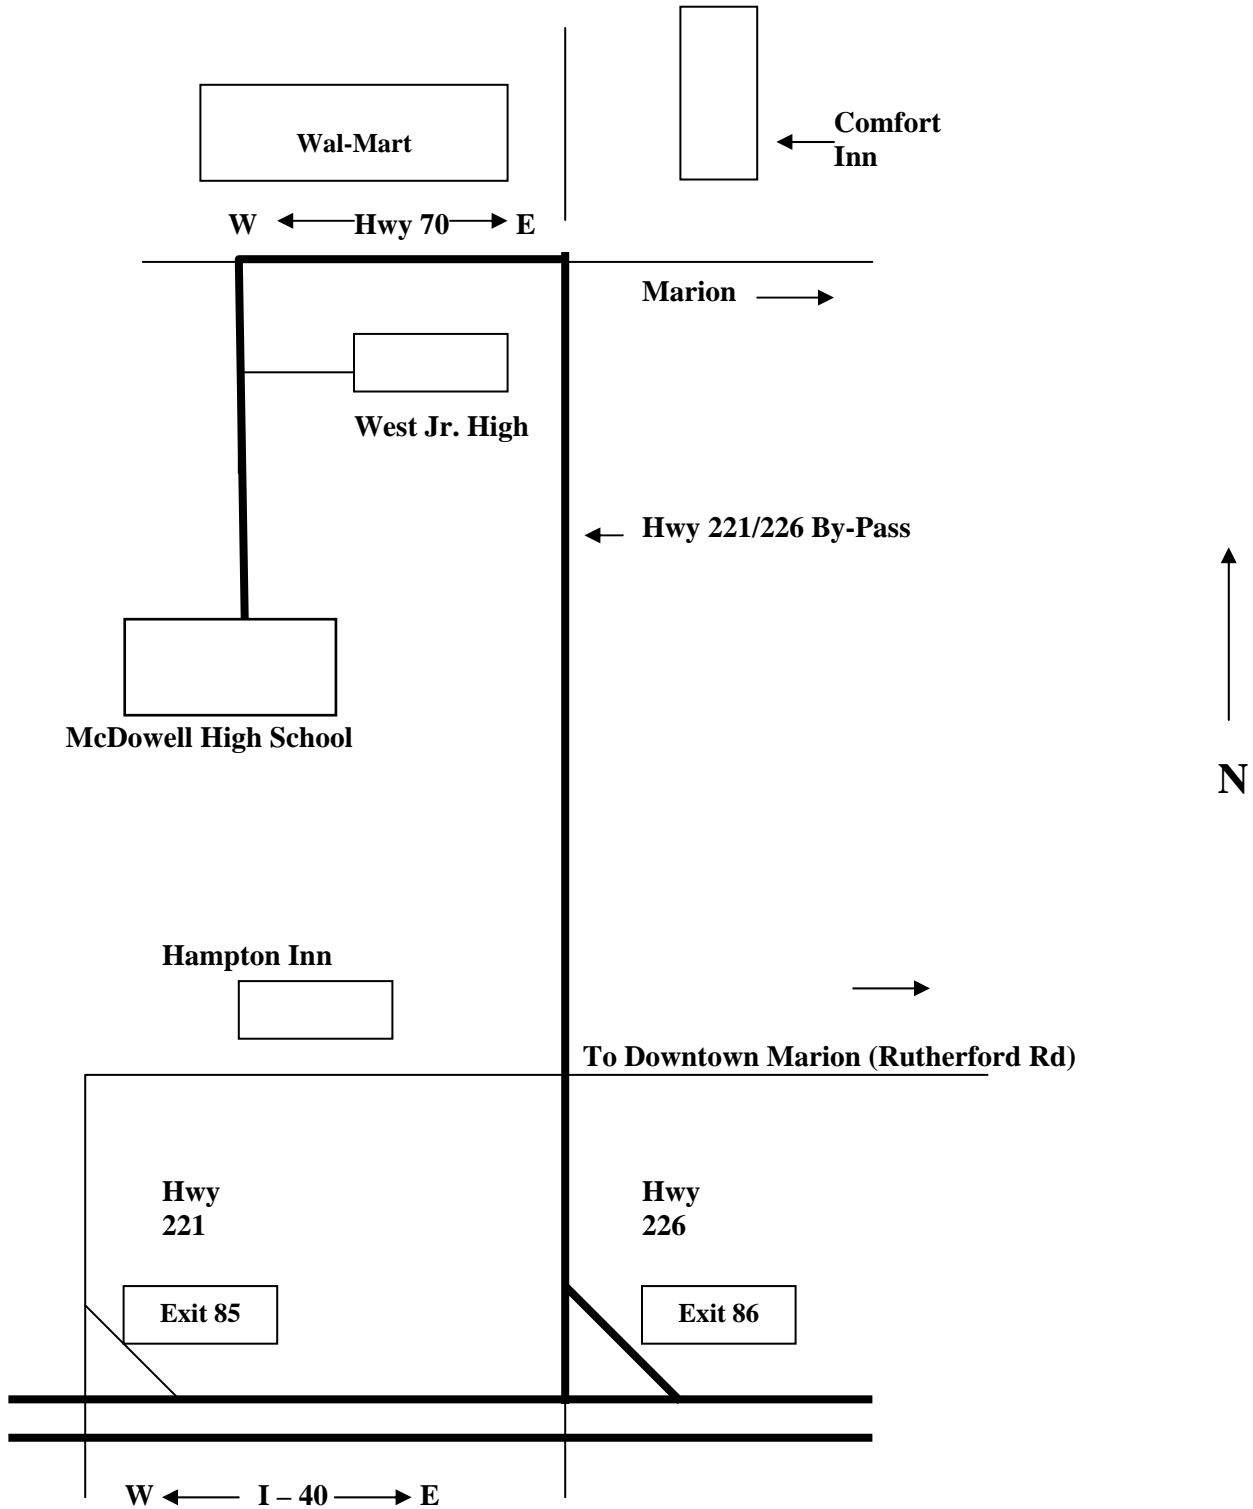 Comfort
Inn
Wal-Mart
W Hwy 70 E
Marion
West Jr. High
Hwy 221/226 By-Pass
McDowell High School
N
Hampton Inn
To Downtown Marion (Rutherford Rd)
Hwy
221
Hwy
226
Exit 85
Exit 86
W I – 40 E